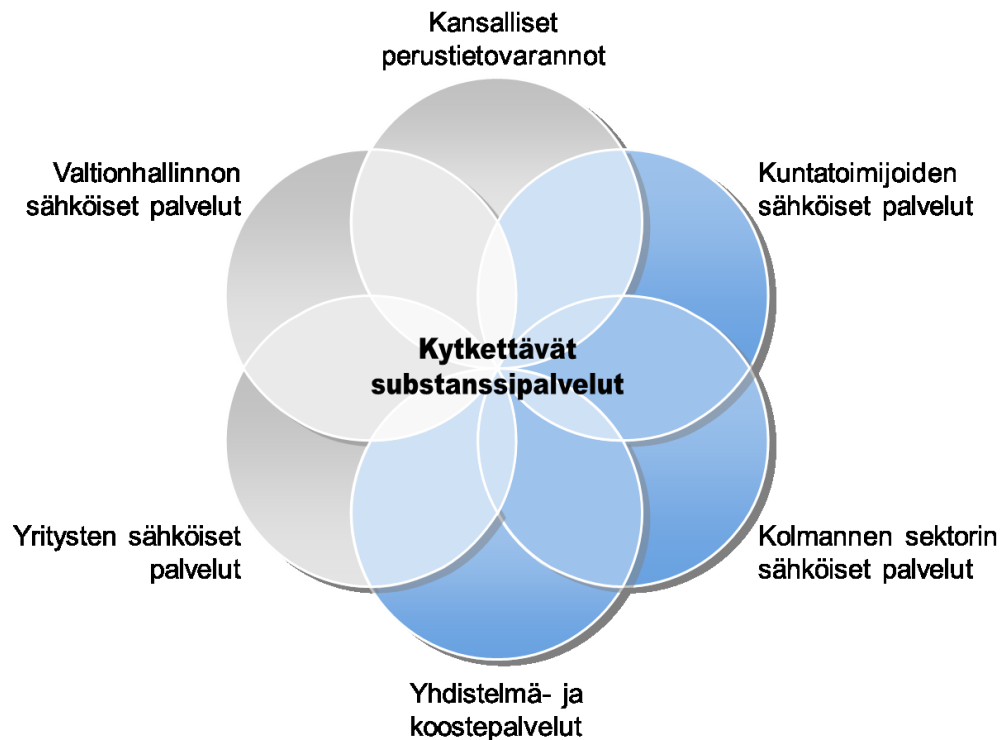 Kansalliset
perustietovarannot
Valtionhallinnon
sähköiset palvelut
Kuntatoimijoiden
sähköiset palvelut
Kytkettävät
substanssipalvelut
Yritysten sähköiset
palvelut
Kolmannen sektorin
sähköiset palvelut
Yhdistelmä- ja
koostepalvelut